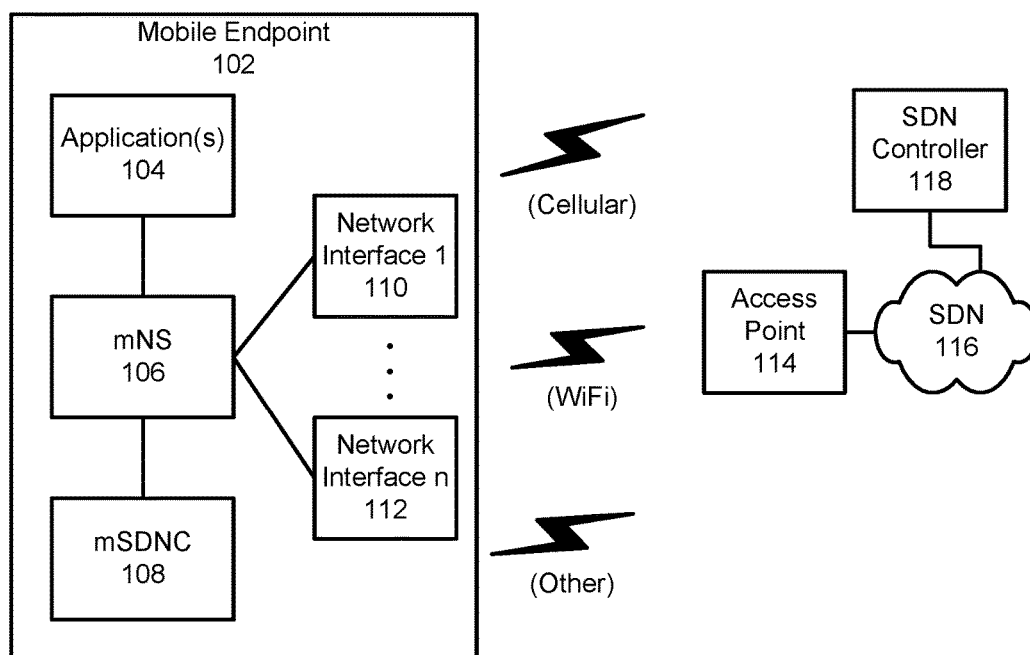 Mobile Endpoint
102
Application(s)
104
mNS
106
mSDNC
108
Network
Interface 1
110
Network
Interface n
112
(Cellular)
(WiFi)
(Other)
SDN
Controller
118
Access
Point
114
SDN
116